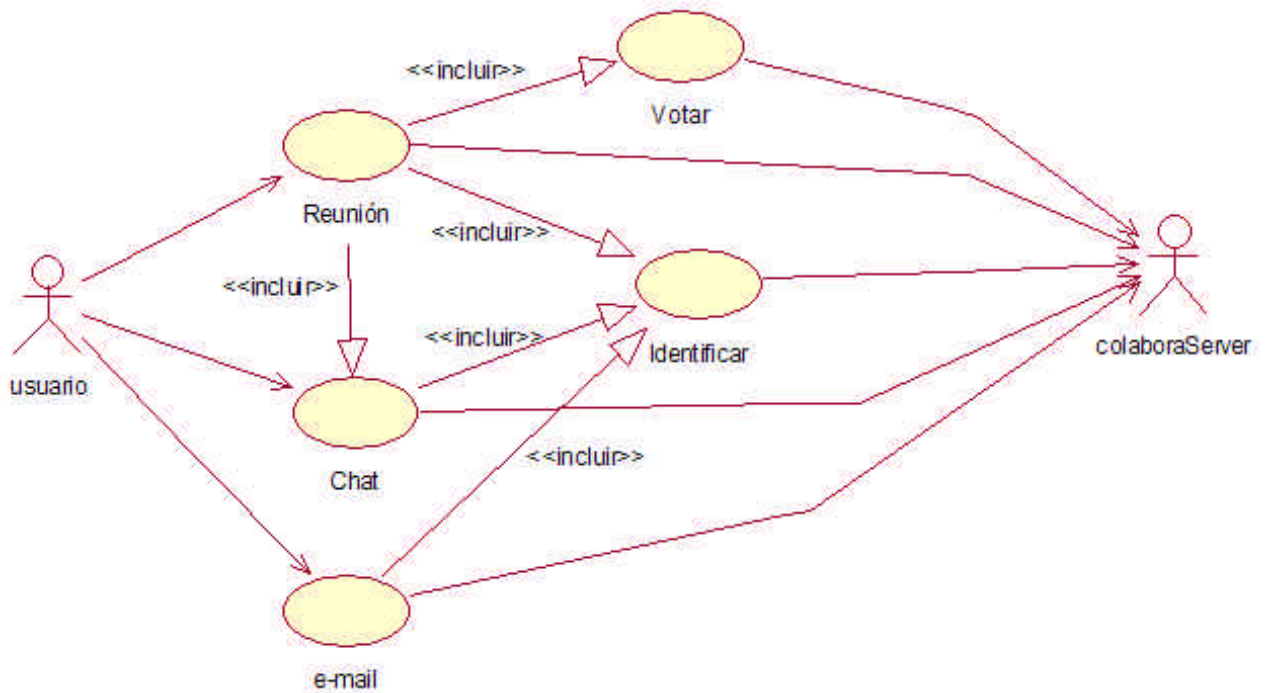 <<incluir>>
Votar
Reunión
<<incluir>>
<<incluir>>
<<incluir>>
Identificar
colaboraServer
usuario
<<incluir>>
Chat
e-mail